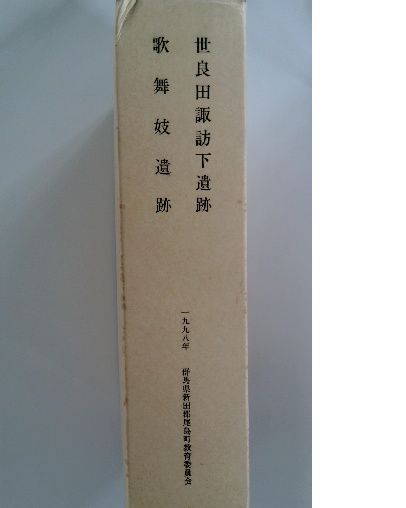 世良田諏訪下遺跡
歌舞妓遺跡
一九九八年 群馬県新田郡尾島町教育委員会